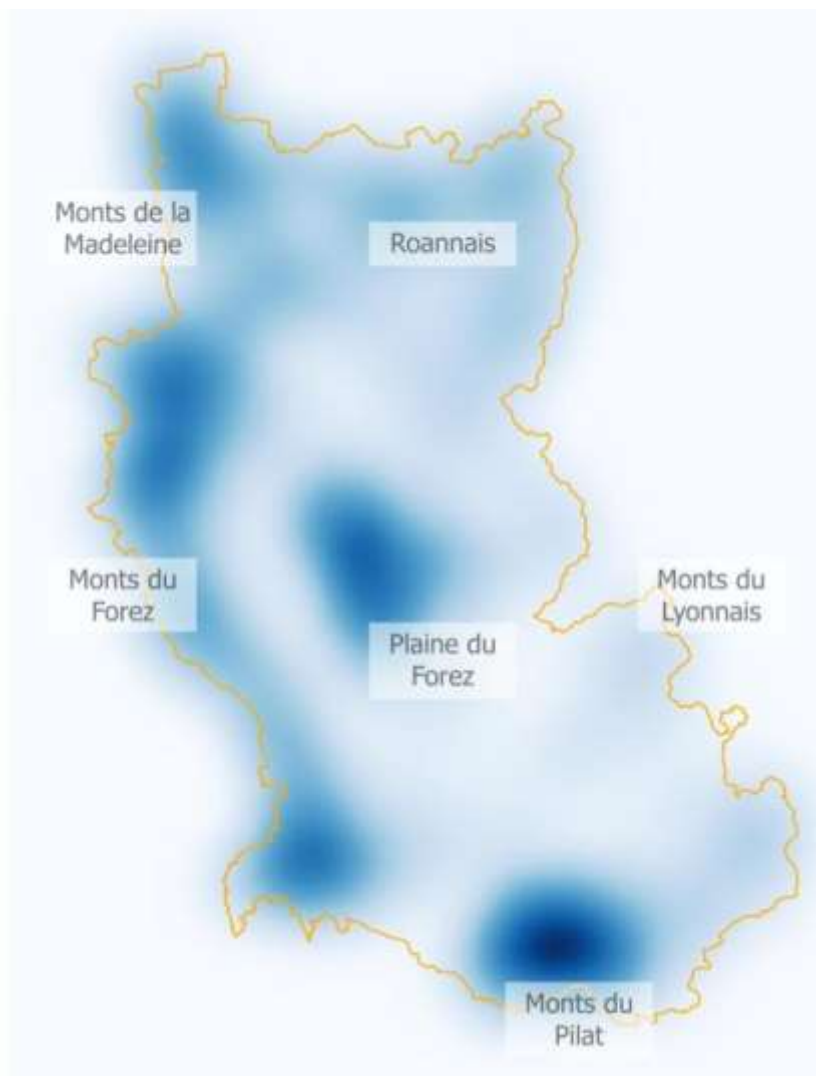 Monts de la
Madeleine
Roannais
Monts du
Forez
Monts du
Lyonnais
Plaine du
Forez
Monts du
Pilat